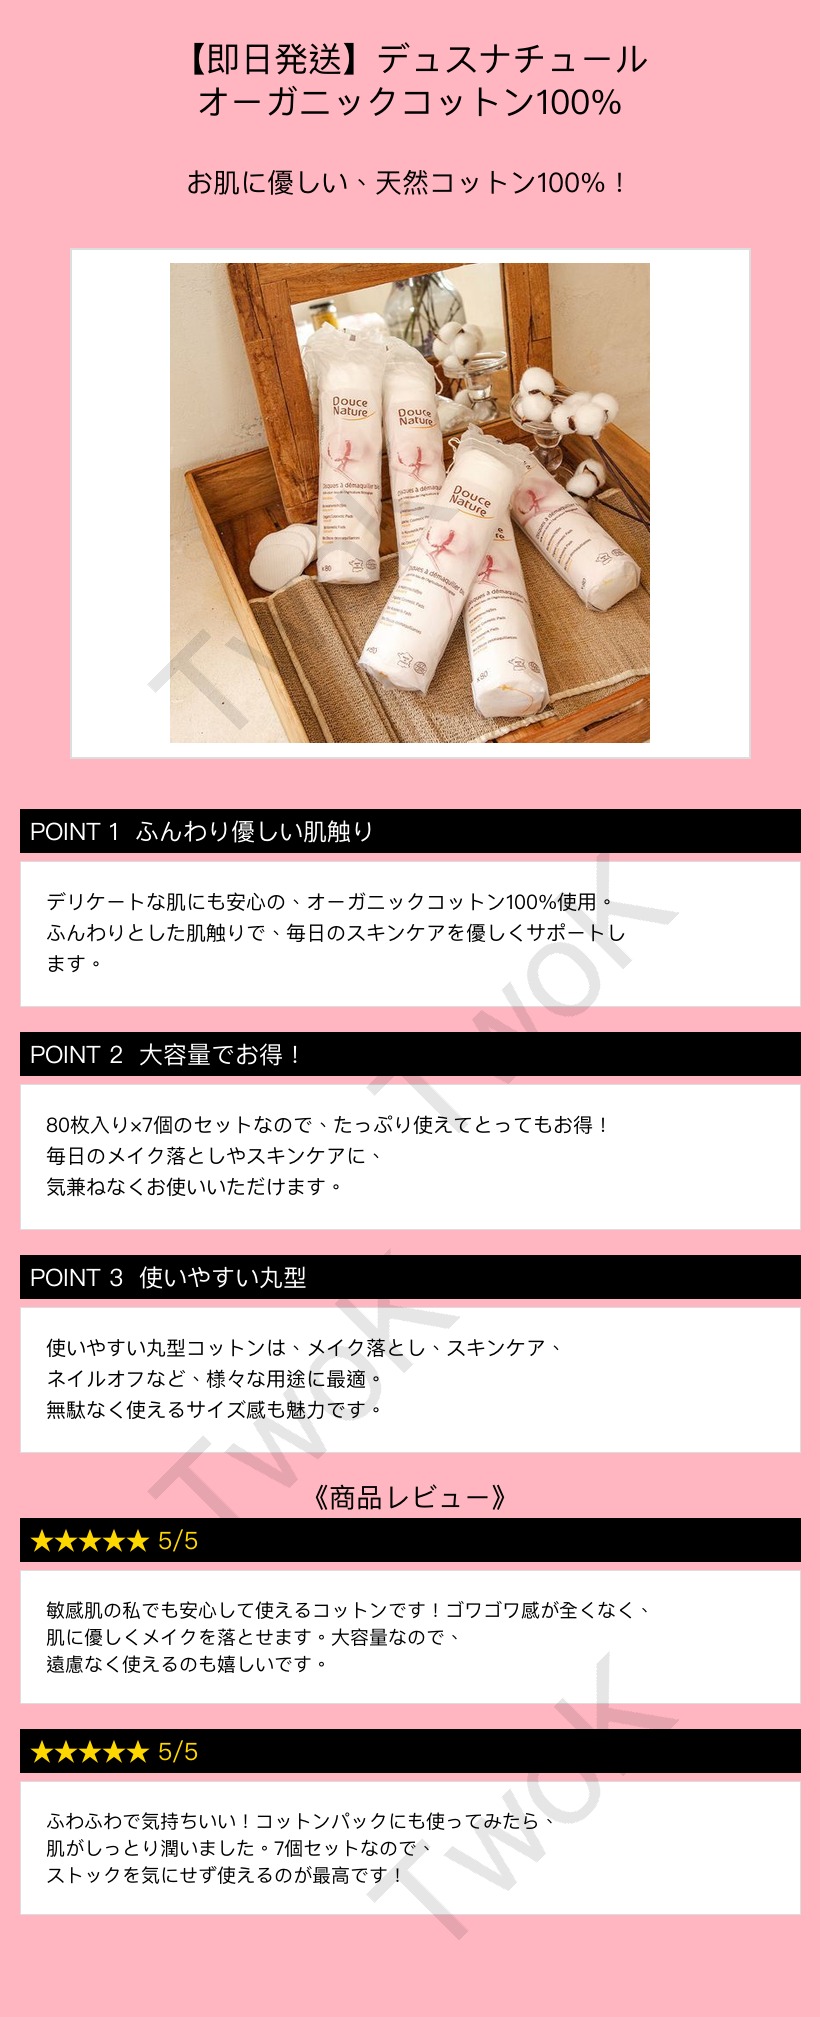 【即日発送】デュスナチュール
オーガニックコットン100%
お肌に優しい、天然コットン100%！
Douce
Nature
Douce
Nature
Douce
Nature
Disques à démaquiller
x80
x80
x80
POINT 1 ふんわり優しい肌触り
デリケートな肌にも安心の、オーガニックコットン100%使用。
ふんわりとした肌触りで、毎日のスキンケアを優しくサポートし
ます。
POINT 2 大容量でお得！
80枚入り×7個のセットなので、たっぷり使えてとってもお得！
毎日のメイク落としやスキンケアに、
気兼ねなくお使いいただけます。
POINT 3 使いやすい丸型
使いやすい丸型コットンは、メイク落とし、スキンケア、
ネイルオフなど、様々な用途に最適。
無駄なく使えるサイズ感も魅力です。
《商品レビュー》
★★★★★ 5/5
敏感肌の私でも安心して使えるコットンです！ゴワゴワ感が全くなく、
肌に優しくメイクを落とせます。大容量なので、
遠慮なく使えるのも嬉しいです。
★★★★★ 5/5
ふわふわで気持ちいい！コットンパックにも使ってみたら、
肌がしっとり潤いました。7個セットなので、
ストックを気にせず使えるのが最高です！
TwoK
TwoK
TwoK
TwoK